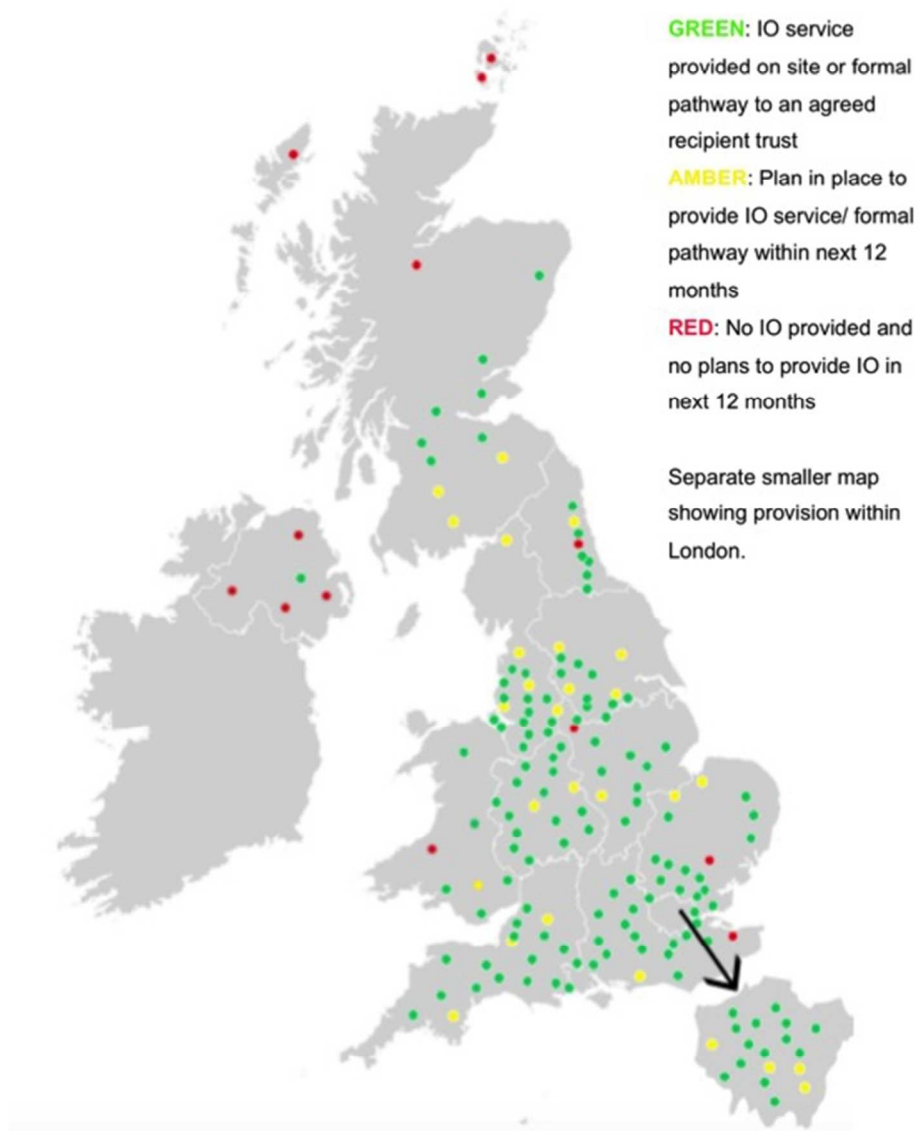 GREEN: IO service
provided on site or formal
pathway to an agreed
recipient trust
AMBER: Plan in place to
provide IO service/ formal
pathway within next 12
months
RED: No IO provided and
no plans to provide IO in
next 12 months
Separate smaller map
showing provision within
London.